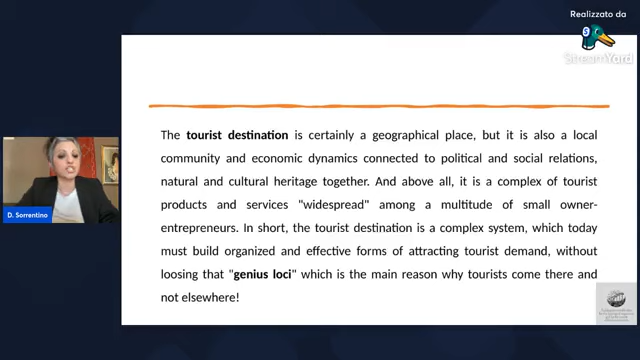 Realizzato da
StreamYard
The tourist destination is certainly a geographical place, but it is also a local
community and economic dynamics connected to political and social relations,
natural and cultural heritage together. And above all, it is a complex of tourist
products and services "widespread" among a multitude of small owner-
entrepreneurs. In short, the tourist destination is a complex system, which today
must build organized and effective forms of attracting tourist demand, without
loosing that "genius loci" which is the main reason why tourists come there and
not elsewhere!
D. Sorrentino